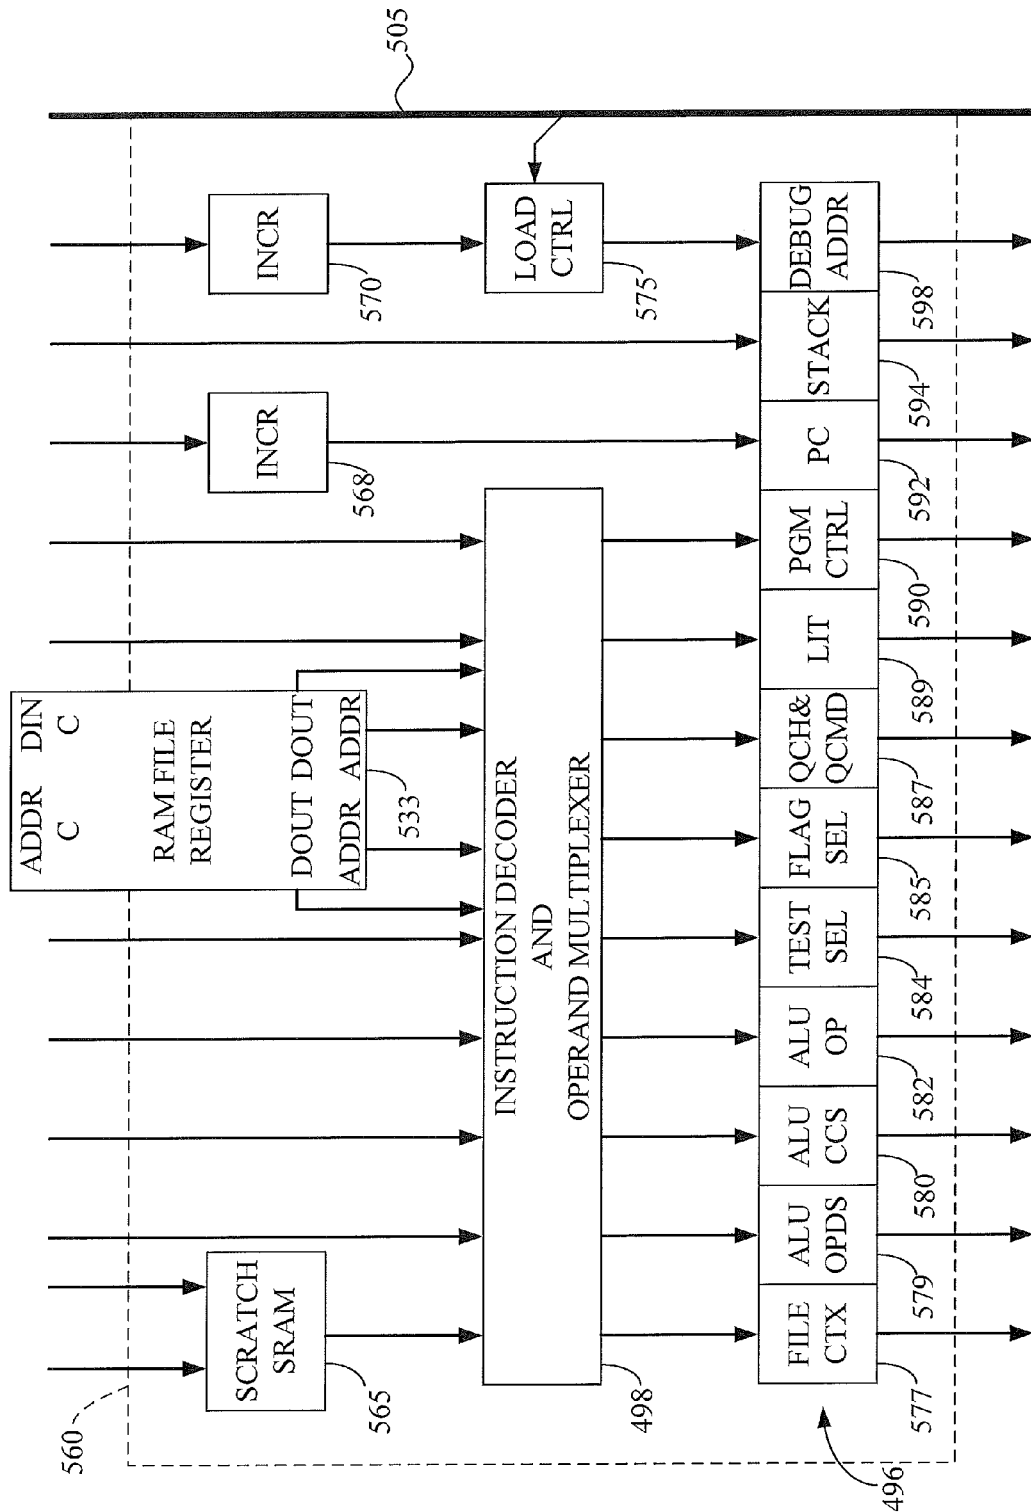 560
505
ADDR DIN
C C
RAM FILE
REGISTER
DOUT DOUT
ADDR ADDR
533
SCRATCH
SRAM
565
INCR
568
INCR
570
INSTRUCTION DECODER
AND
OPERAND MULTIPLEXER
498
LOAD
CTRL
575
FILE
CTX
577
ALU
OPDS
579
ALU
CCS
580
ALU
OP
582
TEST
SEL
584
FLAG
SEL
585
QCH&
QCMD
587
LIT
589
PGM
CTRL
590
PC
592
STACK
594
DEBUG
ADDR
598
496